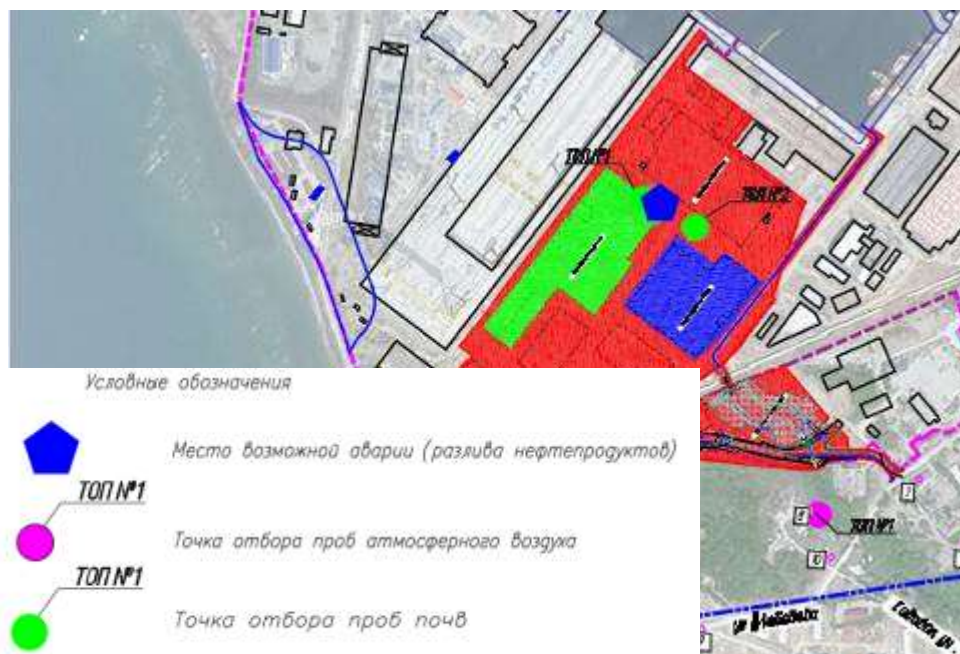 ТОП №1
ТОП №2
Условные обозначения
Место возможной аварии (разлива нефтепродуктов)
ТОП №1
Точка отбора проб атмосферного воздуха
ТОП №1
Точка отбора проб почв
ТОП №1